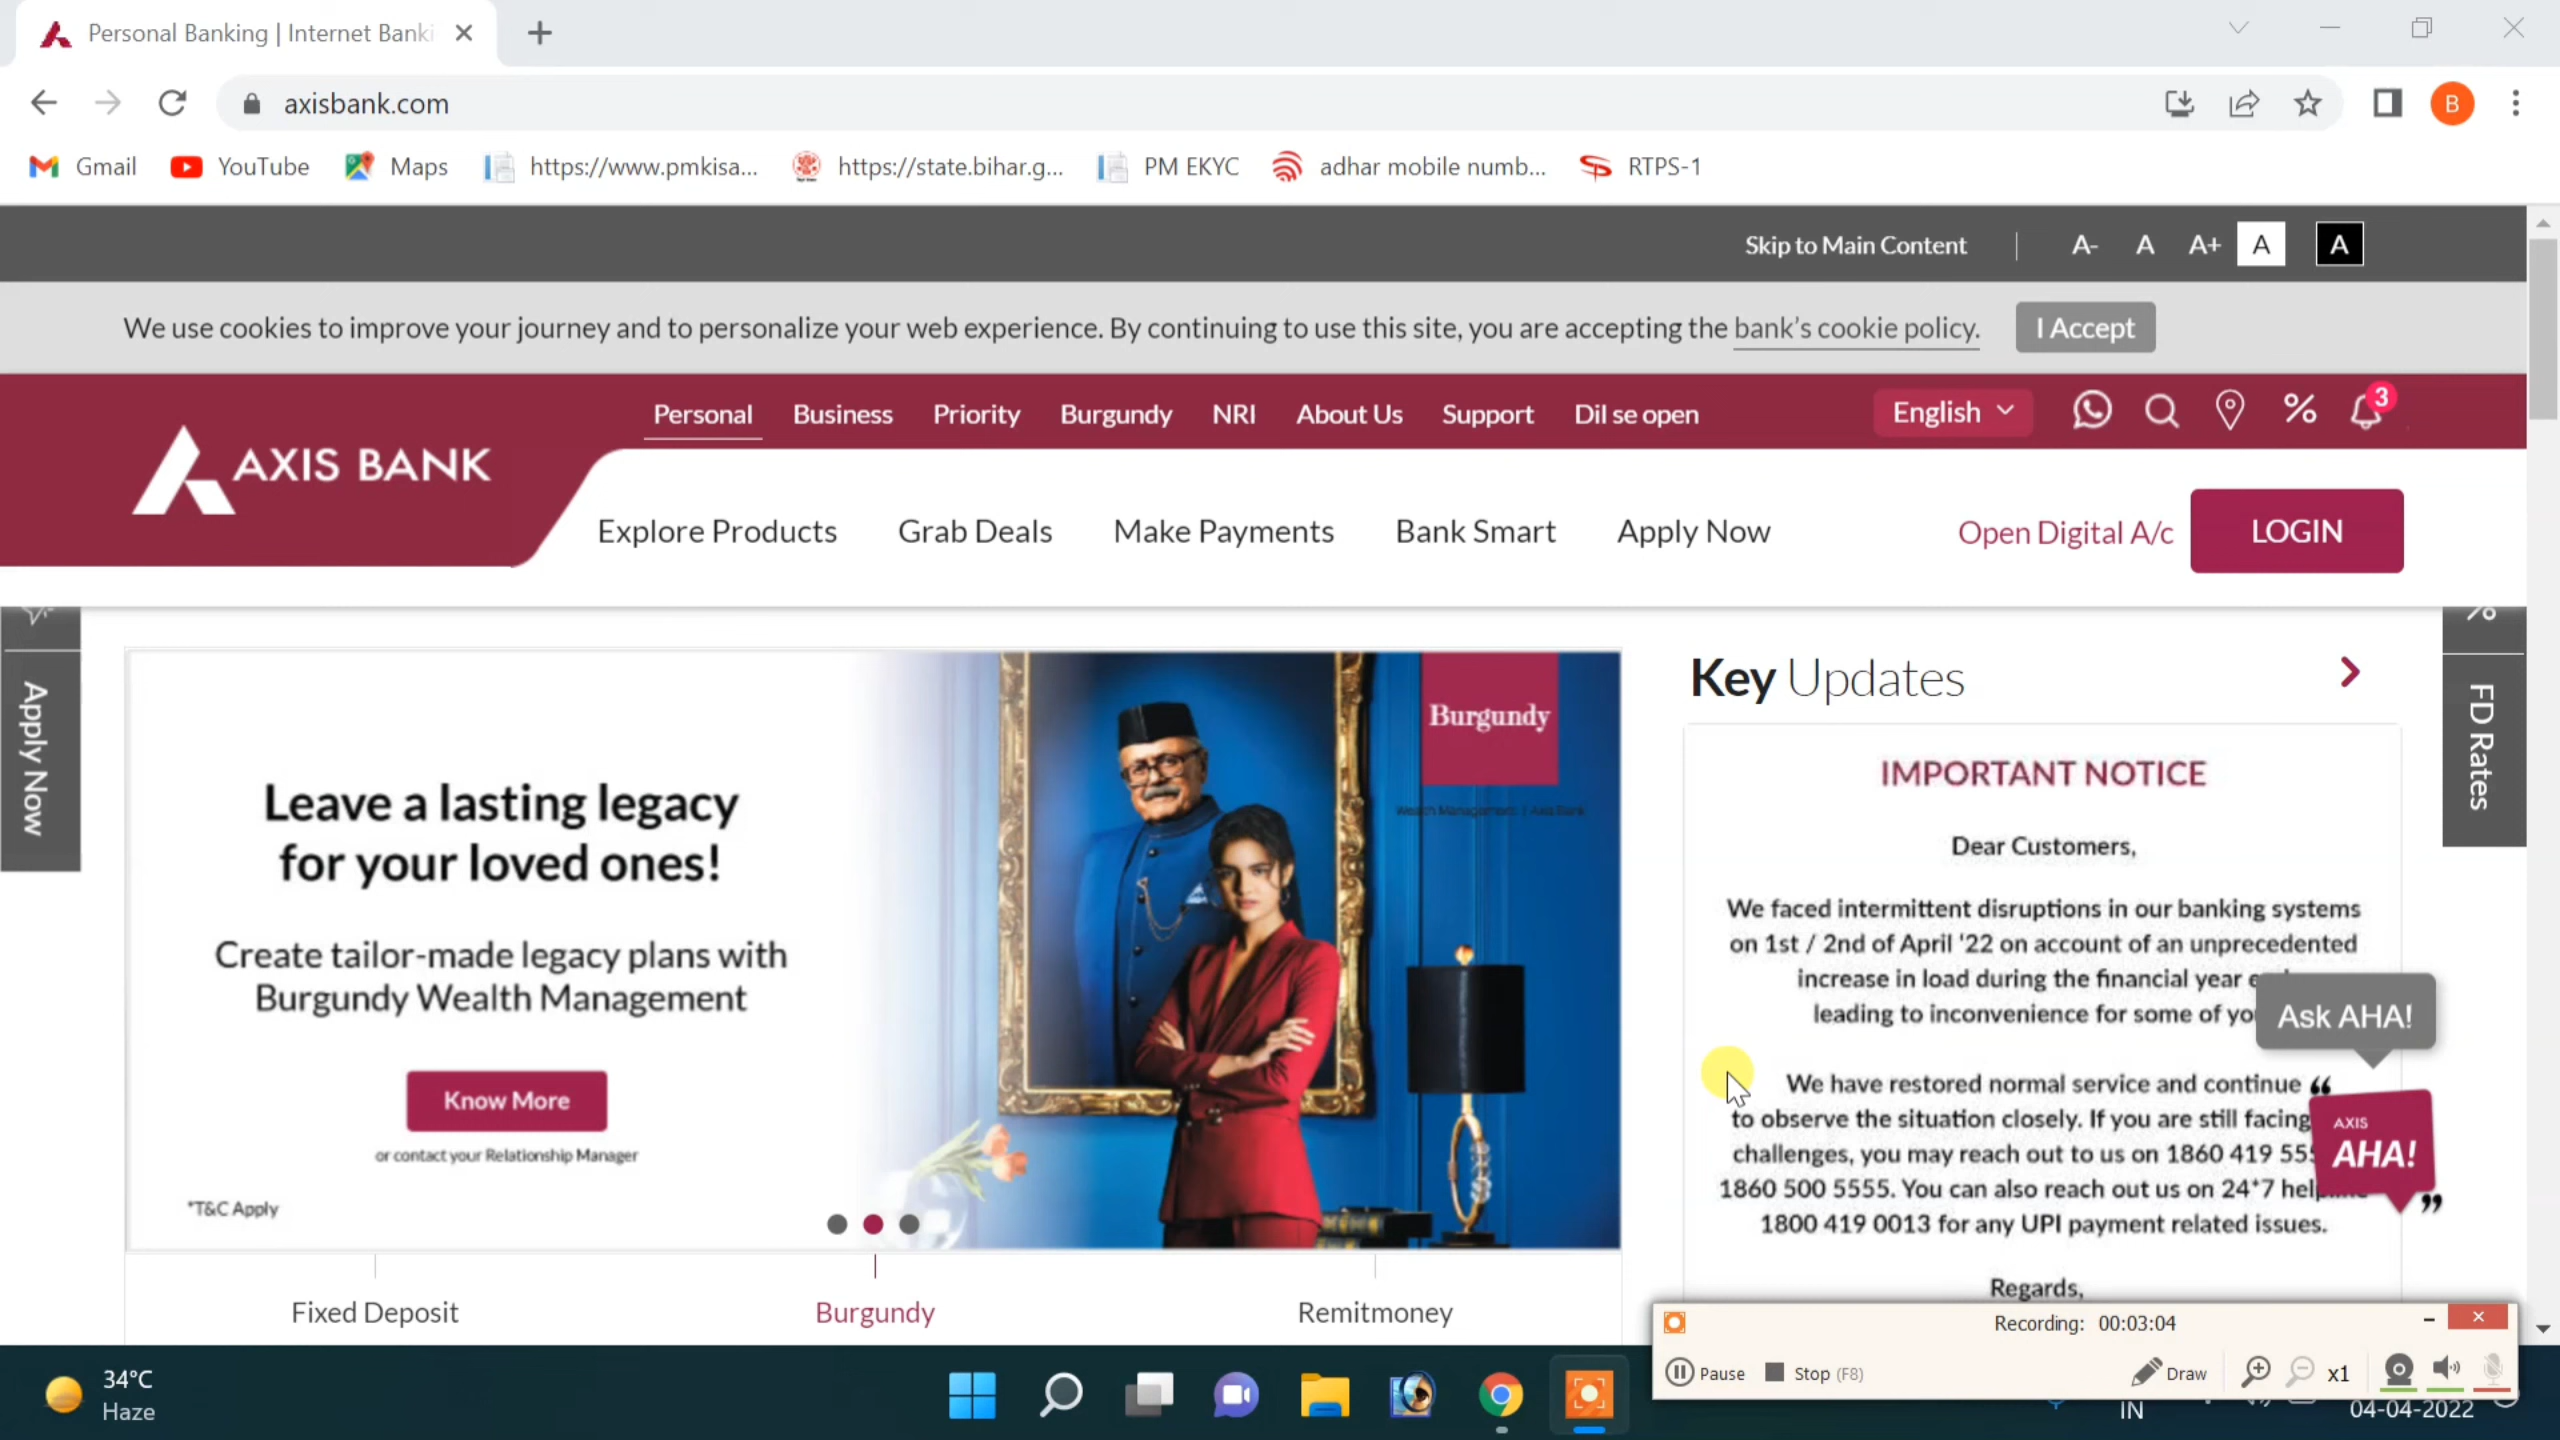 Personal Banking | Internet Banki
axisbank.com
B
Gmail
YouTube
Maps
https://www.pmkisa...
https://state.bihar.g...
PM EKYC
adhar mobile numb...
RTPS-1
Skip to Main Content
A-
A
A+
A
A
We use cookies to improve your journey and to personalize your web experience. By continuing to use this site, you are accepting the bank's cookie policy.
I Accept
Personal
Business
Priority
Burgundy
NRI
About Us
Support
Dil se open
English
3
AXIS BANK
Explore Products
Grab Deals
Make Payments
Bank Smart
Apply Now
Open Digital A/c
LOGIN
Apply Now
FD Rates
Leave a lasting legacy
for your loved ones!
Create tailor-made legacy plans with
Burgundy Wealth Management
Know More
or contact your Relationship Manager
*T&C Apply
Burgundy
Wealth Management | Axis Bank
Key Updates
IMPORTANT NOTICE
Dear Customers,
We faced intermittent disruptions in our banking systems
on 1st / 2nd of April '22 on account of an unprecedented
increase in load during the financial year
leading to inconvenience for some of
We have restored normal service and continue
to observe the situation closely. If you are still facing
challenges, you may reach out to us on 1860 419
1860 500 5555. You can also reach out us on 24*7
1800 419 0013 for any UPI payment related issues.
Regards,
Ask AHA!
“
AXIS
AHA!
”
Fixed Deposit
Burgundy
Remitmoney
Recording: 00:03:04
Pause
Stop (F8)
Draw
x1
34°C
Haze
IN
04-04-2022